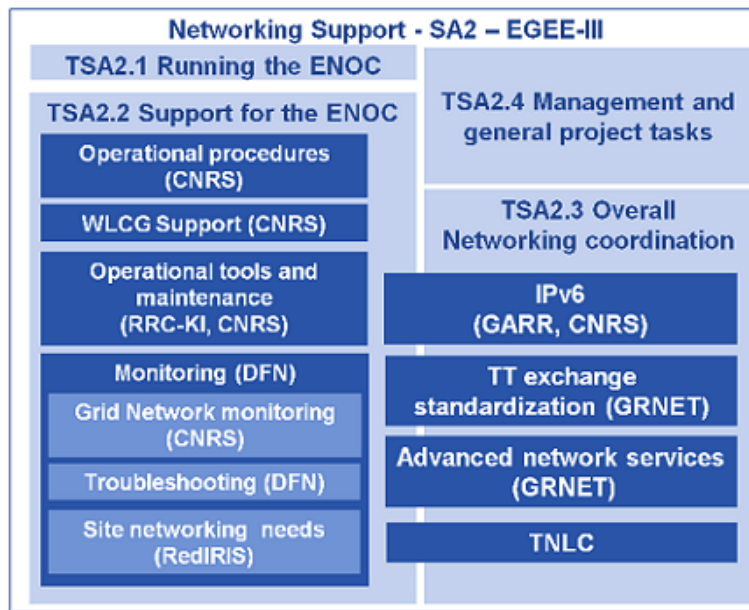 Networking Support - SA2 – EGEE-III
TSA2.1 Running the ENOC
TSA2.2 Support for the ENOC
Operational procedures
(CNRS)
WLCG Support (CNRS)
Operational tools and
maintenance
(RRC-KI, CNRS)
Monitoring (DFN)
Grid Network monitoring
(CNRS)
Troubleshooting (DFN)
Site networking needs
(RedIRIS)
TSA2.4 Management and
general project tasks
TSA2.3 Overall
Networking coordination
IPv6
(GARR, CNRS)
TT exchange
standardization (GRNET)
Advanced network services
(GRNET)
TNLC